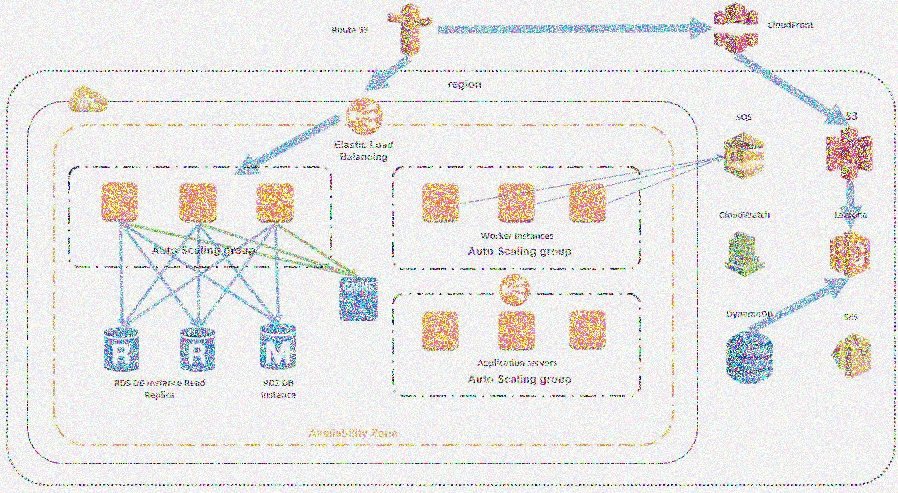 Route 53
CloudFront
region
Elastic Load
Balancing
SQS
S3
Worker Instances
Auto Scaling group
Auto Scaling group
CloudWatch
Lambda
Application Servers
Auto Scaling group
DynamoDB
R
R
M
RDS DB Instance Read
Replica
RDS DB
Instance
Availability Zone